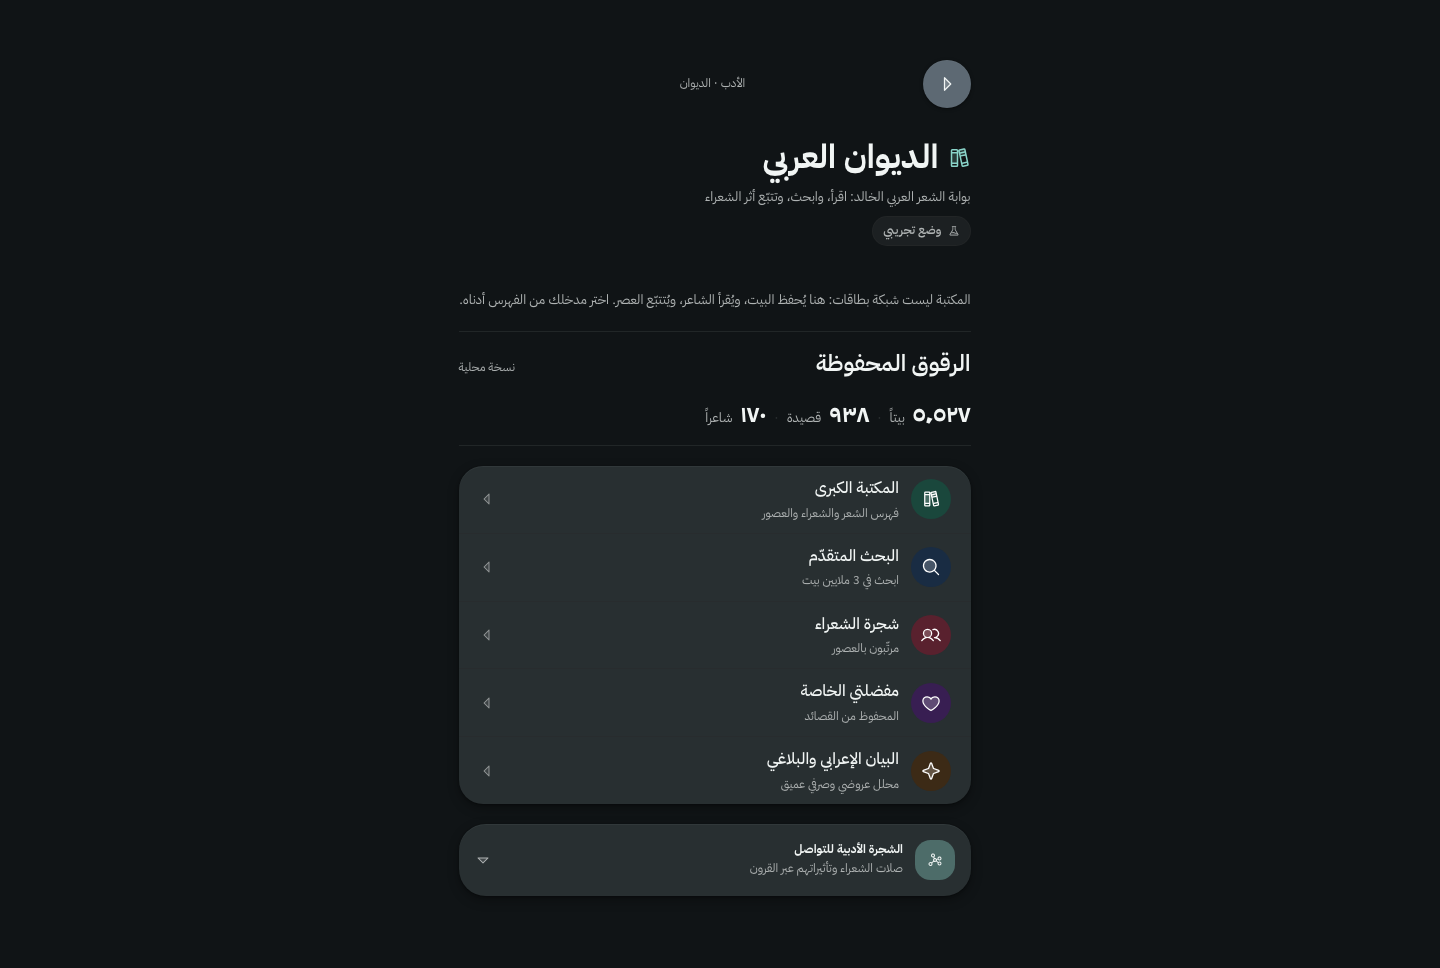 الأدب · الديوان
الديوان العربي
بوابة الشعر العربي الخالد: اقرأ، وابحث، وتتبّع أثر الشعراء
وضع تجريبي
المكتبة ليست شبكة بطاقات: هنا يُحفظ البيت، ويُقرأ الشاعر، ويُتتبّع العصر. اختر مدخلك من الفهرس أدناه.
الرقوق المحفوظة
نسخة محلية
٥٬٥٢٧ بيتاً · ٩٣٨ قصيدة · ١٧٠ شاعراً
المكتبة الكبرى
فهرس الشعر والشعراء والعصور
البحث المتقدّم
ابحث في 3 ملايين بيت
شجرة الشعراء
مرتّبون بالعصور
مفضلتي الخاصة
المحفوظ من القصائد
البيان الإعرابي والبلاغي
محلل عروضي وصرفي عميق
الشجرة الأدبية للتواصل
صلات الشعراء وتأثيراتهم عبر القرون